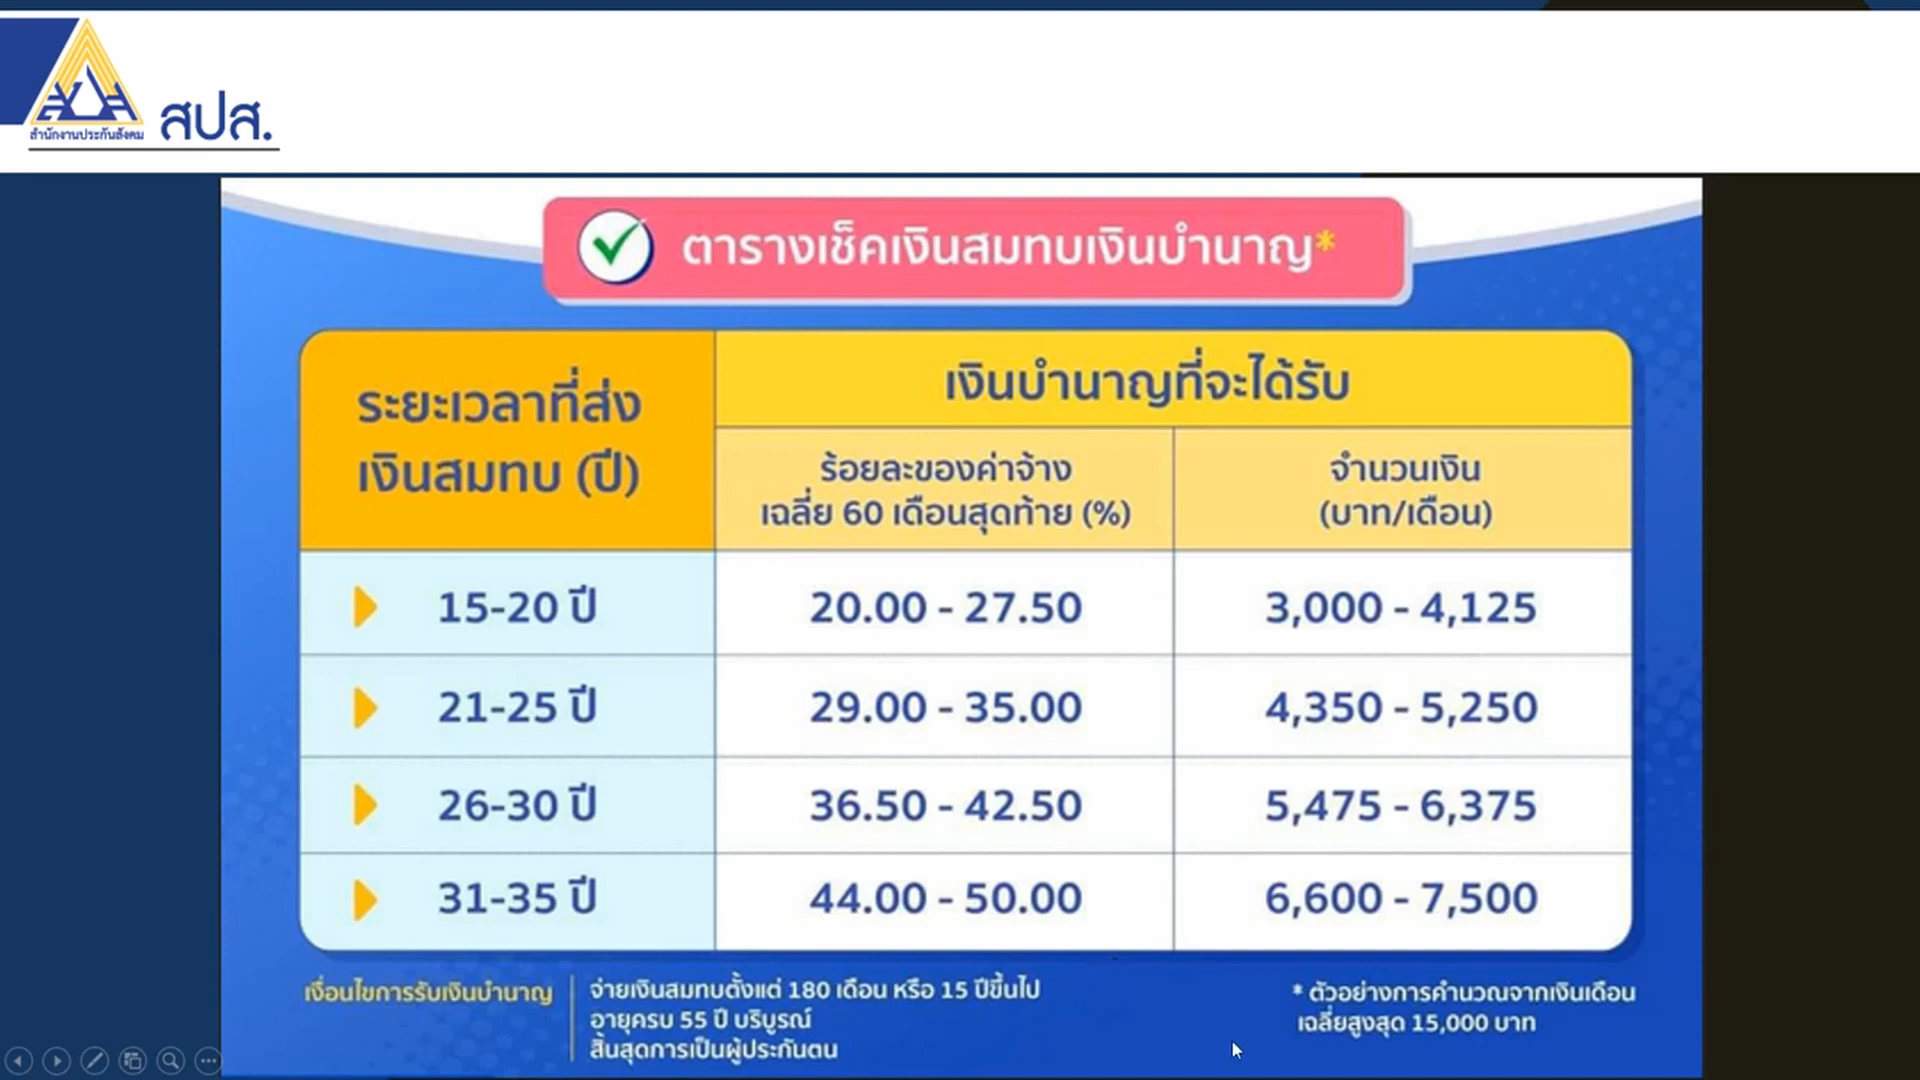 สำนักงานประกันสังคม
สปส.
ตารางเช็คเงินสมทบเงินบำนาญ*
ระยะเวลาที่ส่ง
เงินสมทบ (ปี)
เงินบำนาญที่จะได้รับ
ร้อยละของค่าจ้าง
เฉลี่ย 60 เดือนสุดท้าย (%)
จำนวนเงิน
(บาท/เดือน)
15-20 ปี
20.00 - 27.50
3,000 - 4,125
21-25 ปี
29.00 - 35.00
4,350 - 5,250
26-30 ปี
36.50 - 42.50
5,475 - 6,375
31-35 ปี
44.00 - 50.00
6,600 - 7,500
เงื่อนไขการรับเงินบำนาญ
จ่ายเงินสมทบตั้งแต่ 180 เดือน หรือ 15 ปีขึ้นไป
อายุครบ 55 ปี บริบูรณ์
สิ้นสุดการเป็นผู้ประกันตน
* ตัวอย่างการคำนวณจากเงินเดือน
เฉลี่ยสูงสุด 15,000 บาท